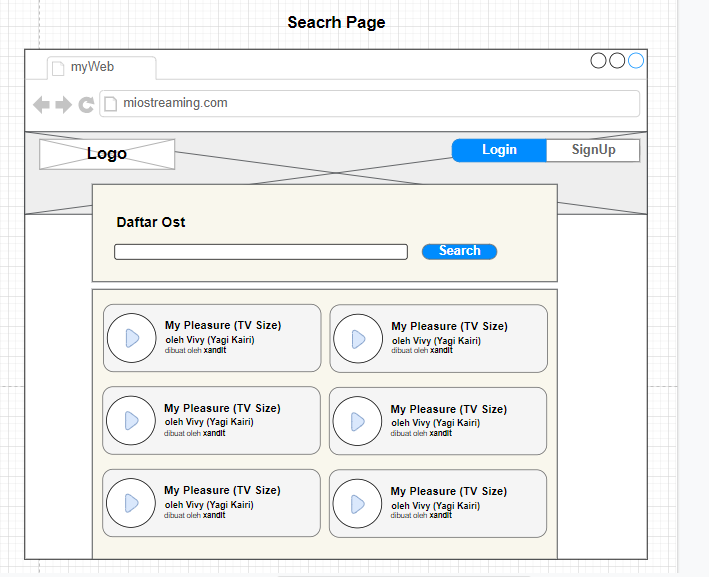 Seacrh Page
myWeb
miostreaming.com
Logo
Login
SignUp
Daftar Ost
Search
My Pleasure (TV Size)
oleh Vivy (Yagi Kairi)
dibuat oleh xandit
My Pleasure (TV Size)
oleh Vivy (Yagi Kairi)
dibuat oleh xandit
My Pleasure (TV Size)
oleh Vivy (Yagi Kairi)
dibuat oleh xandit
My Pleasure (TV Size)
oleh Vivy (Yagi Kairi)
dibuat oleh xandit
My Pleasure (TV Size)
oleh Vivy (Yagi Kairi)
dibuat oleh xandit
My Pleasure (TV Size)
oleh Vivy (Yagi Kairi)
dibuat oleh xandit